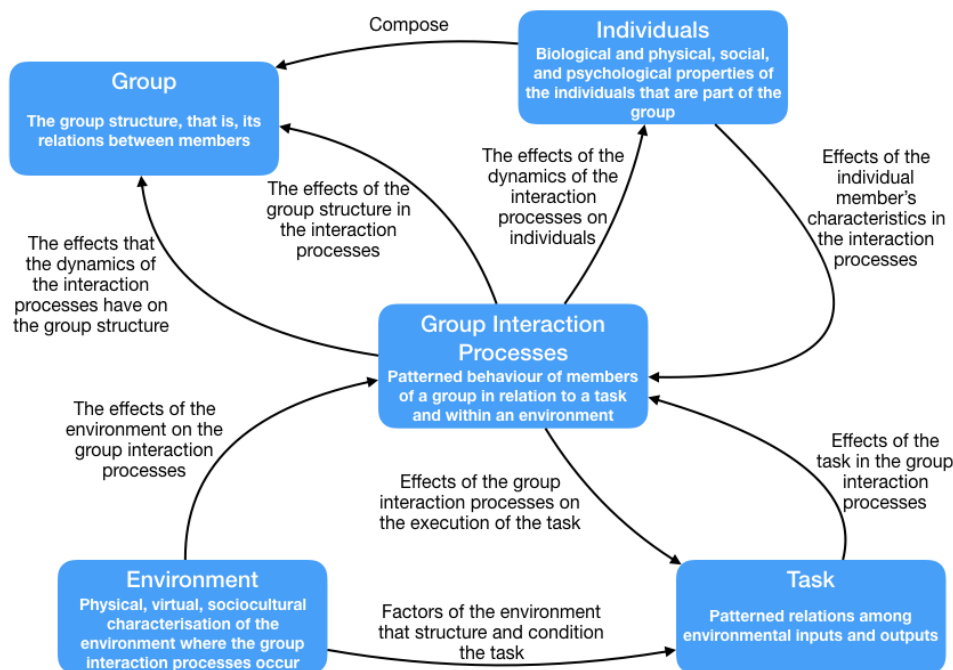 Compose
Individuals
Biological and physical, social,
and psychological properties of
the individuals that are part of the
group
Group
The group structure, that is, its
relations between members
The effects of the
dynamics of the
interaction
processes on
individuals
Effects of the
individual
member's
characteristics in
the interaction
processes
The effects of the
group structure in
the interaction
processes
The effects that
the dynamics of
the interaction
processes have on
the group structure
Group Interaction
Processes
Patterned behaviour of members
of a group in relation to a task
and within an environment
The effects of the
environment on the
group interaction
processes
Effects of the group
interaction processes on
the execution of the task
Effects of the
task in the group
interaction
processes
Environment
Physical, virtual, sociocultural
characterisation of the
environment where the group
interaction processes occur
Factors of the environment
that structure and condition
the task
Task
Patterned relations among
environmental inputs and outputs